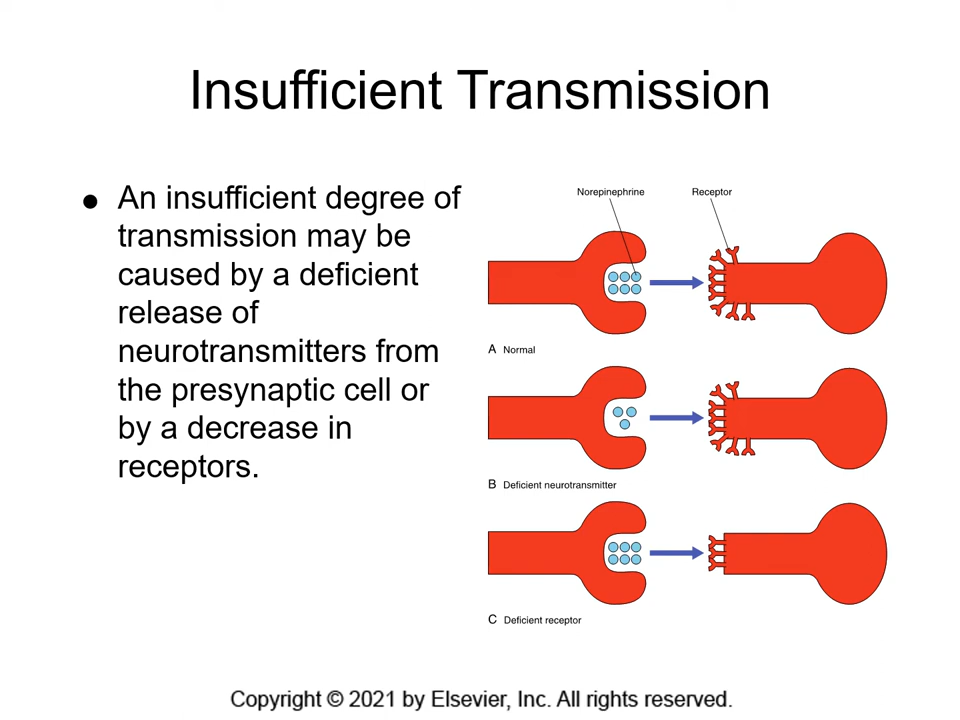 Insufficient Transmission
● An insufficient degree of
transmission may be
caused by a deficient
release of
neurotransmitters from
the presynaptic cell or
by a decrease in
receptors.
Norepinephrine Receptor
A Normal
B Deficient neurotransmitter
C Deficient receptor
Copyright © 2021 by Elsevier, Inc. All rights reserved.